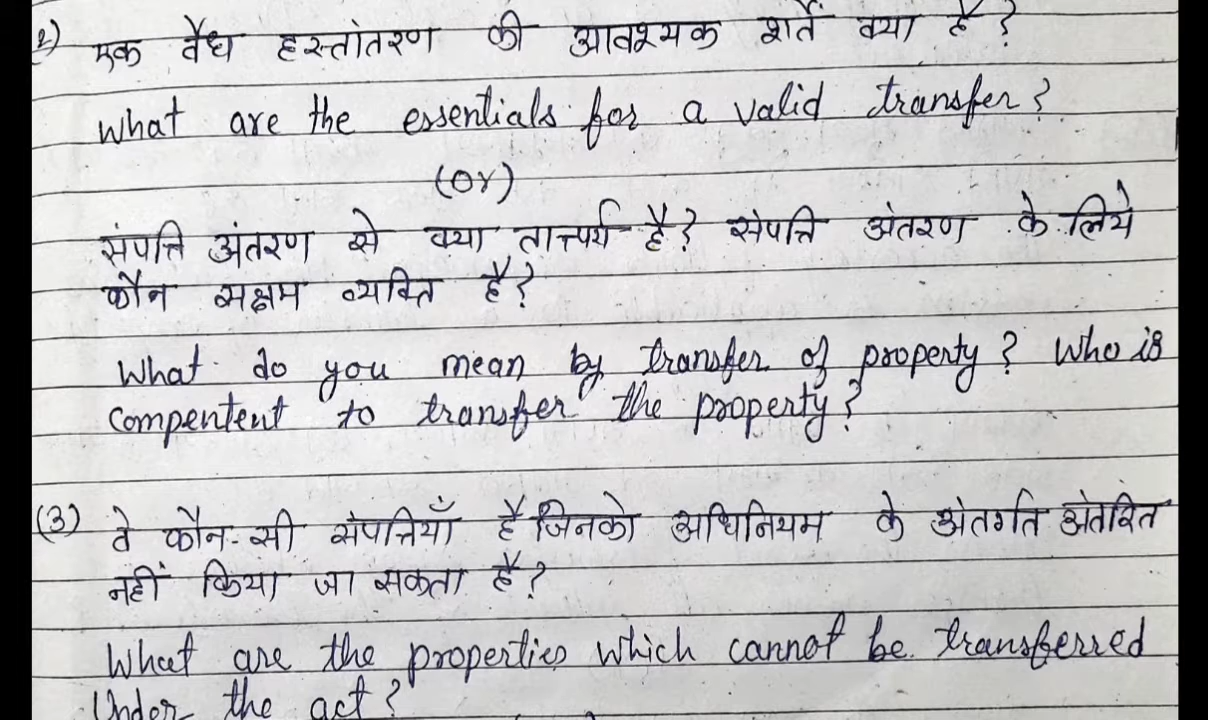 2) एक वैध हस्तांतरण की आवश्यक शर्तें क्या है ?
What are the essentials for a valid transfer?
(Or)
संपत्ति अंतरण से क्या तात्पर्य है? संपत्ति अंतरण के लिये
कौन सक्षम व्यक्ति है?
What do you mean by transfer of property? Who is
compentent to transfer the property?
(3) वे कौन-सी संपत्तियाँ है जिनको अधिनियम के अंतर्गत अंतरित
नहीं किया जा सकता है?
What are the properties which cannot be transferred
Under the act?